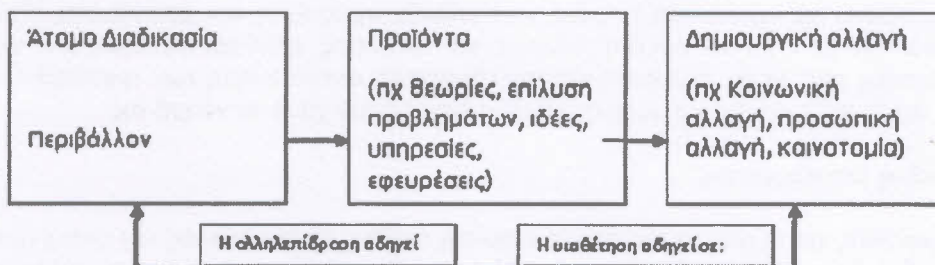 Άτομο Διαδικασία
Περιβάλλον
Προϊόντα
(πχ θεωρίες, επίλυση
προβλημάτων, ιδέες,
υπηρεσίες,
εφευρέσεις)
Δημιουργική αλλαγή
(πχ Κοινωνική
αλλαγή, προσωπική
αλλαγή, καινοτομία)
Η αλληλεπίδραση οδηγεί
Η υιοθέτηση οδηγεί σε: